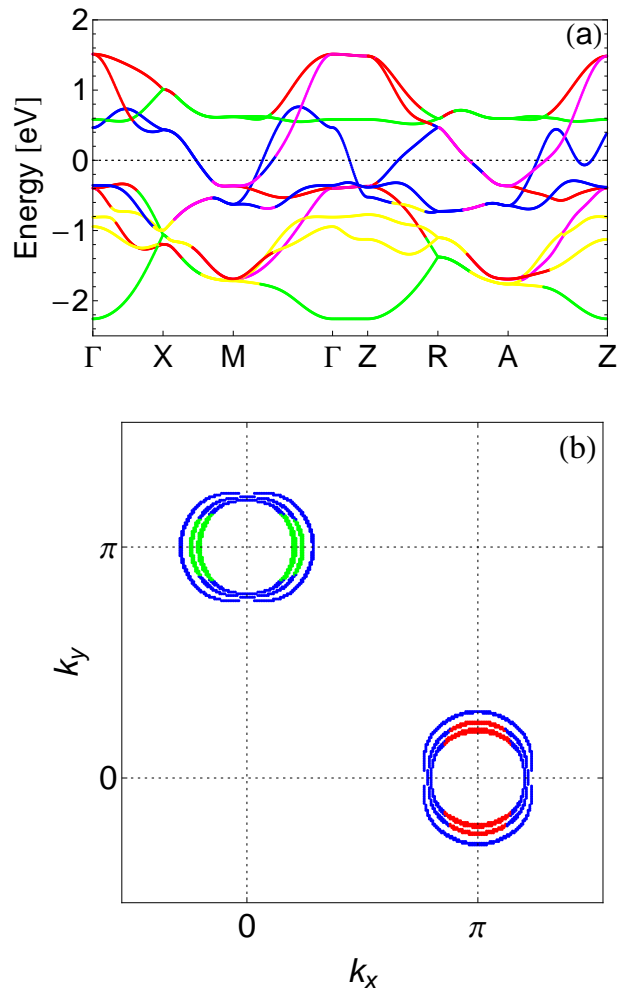 (a)
2
1
0
−1
−2
Energy [eV]
Γ X M Γ Z R A Z
(b)
π
0
k_y
0 π
k_x